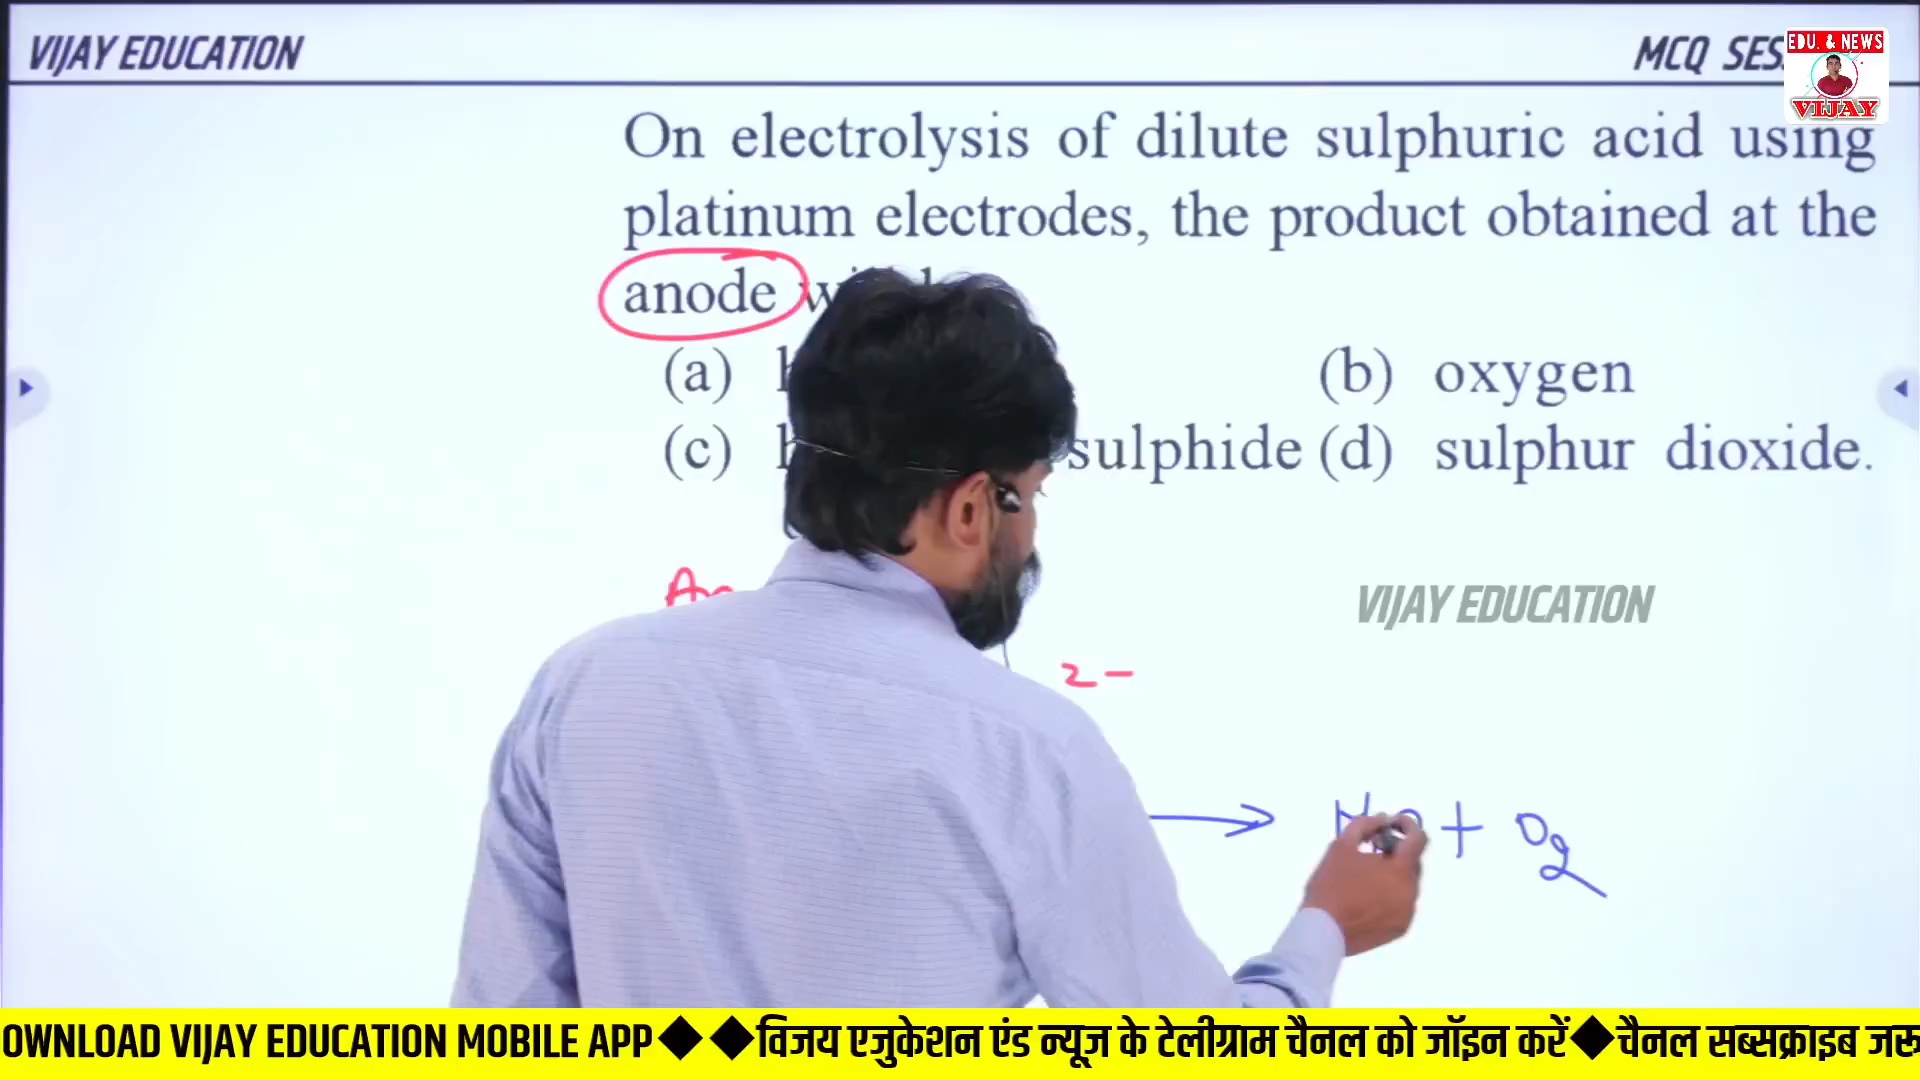 VIJAY EDUCATION
MCQ SES
EDU. & NEWS
VIJAY
On electrolysis of dilute sulphuric acid using
platinum electrodes, the product obtained at the
anode
(a)
(b) oxygen
(c) sulphide (d) sulphur dioxide.
An
VIJAY EDUCATION
2 -
+ O2
OWNLOAD VIJAY EDUCATION MOBILE APP◆ ◆विजय एजुकेशन एंड न्यूज के टेलीग्राम चैनल को जॉइन करें◆चैनल सब्सक्राइब जरू